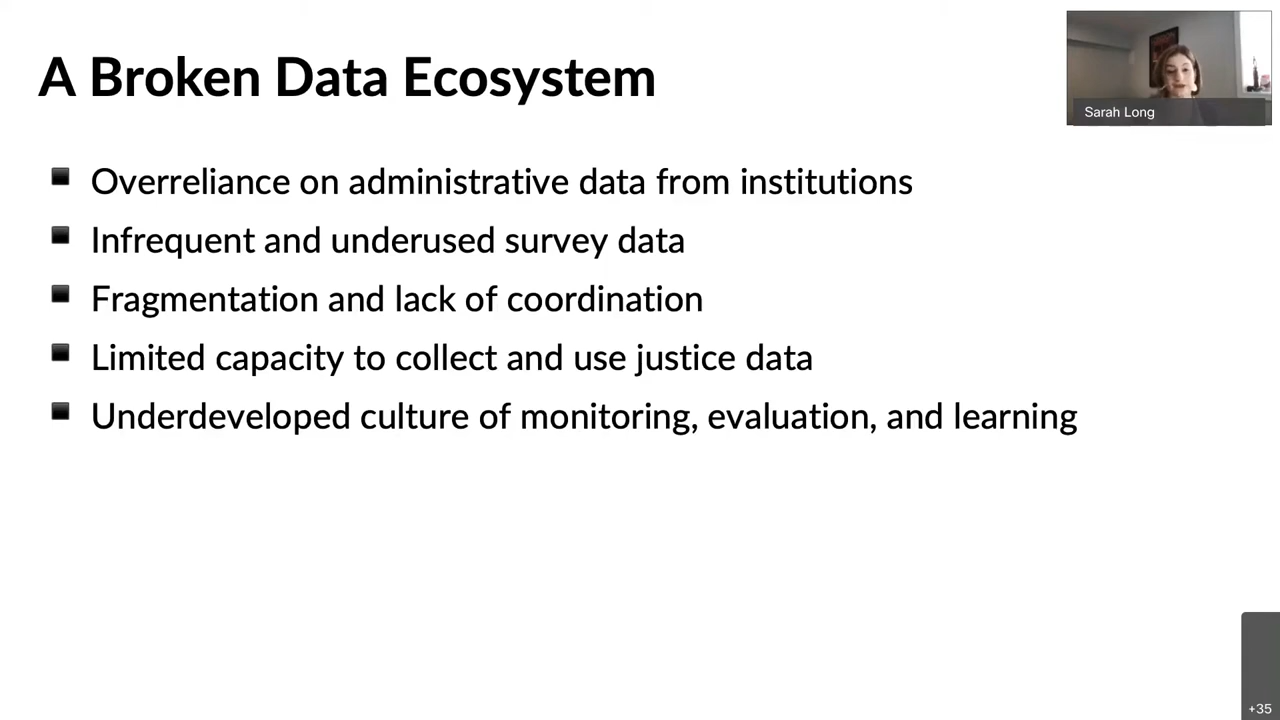 A Broken Data Ecosystem
Sarah Long
Overreliance on administrative data from institutions
Infrequent and underused survey data
Fragmentation and lack of coordination
Limited capacity to collect and use justice data
Underdeveloped culture of monitoring, evaluation, and learning
+35